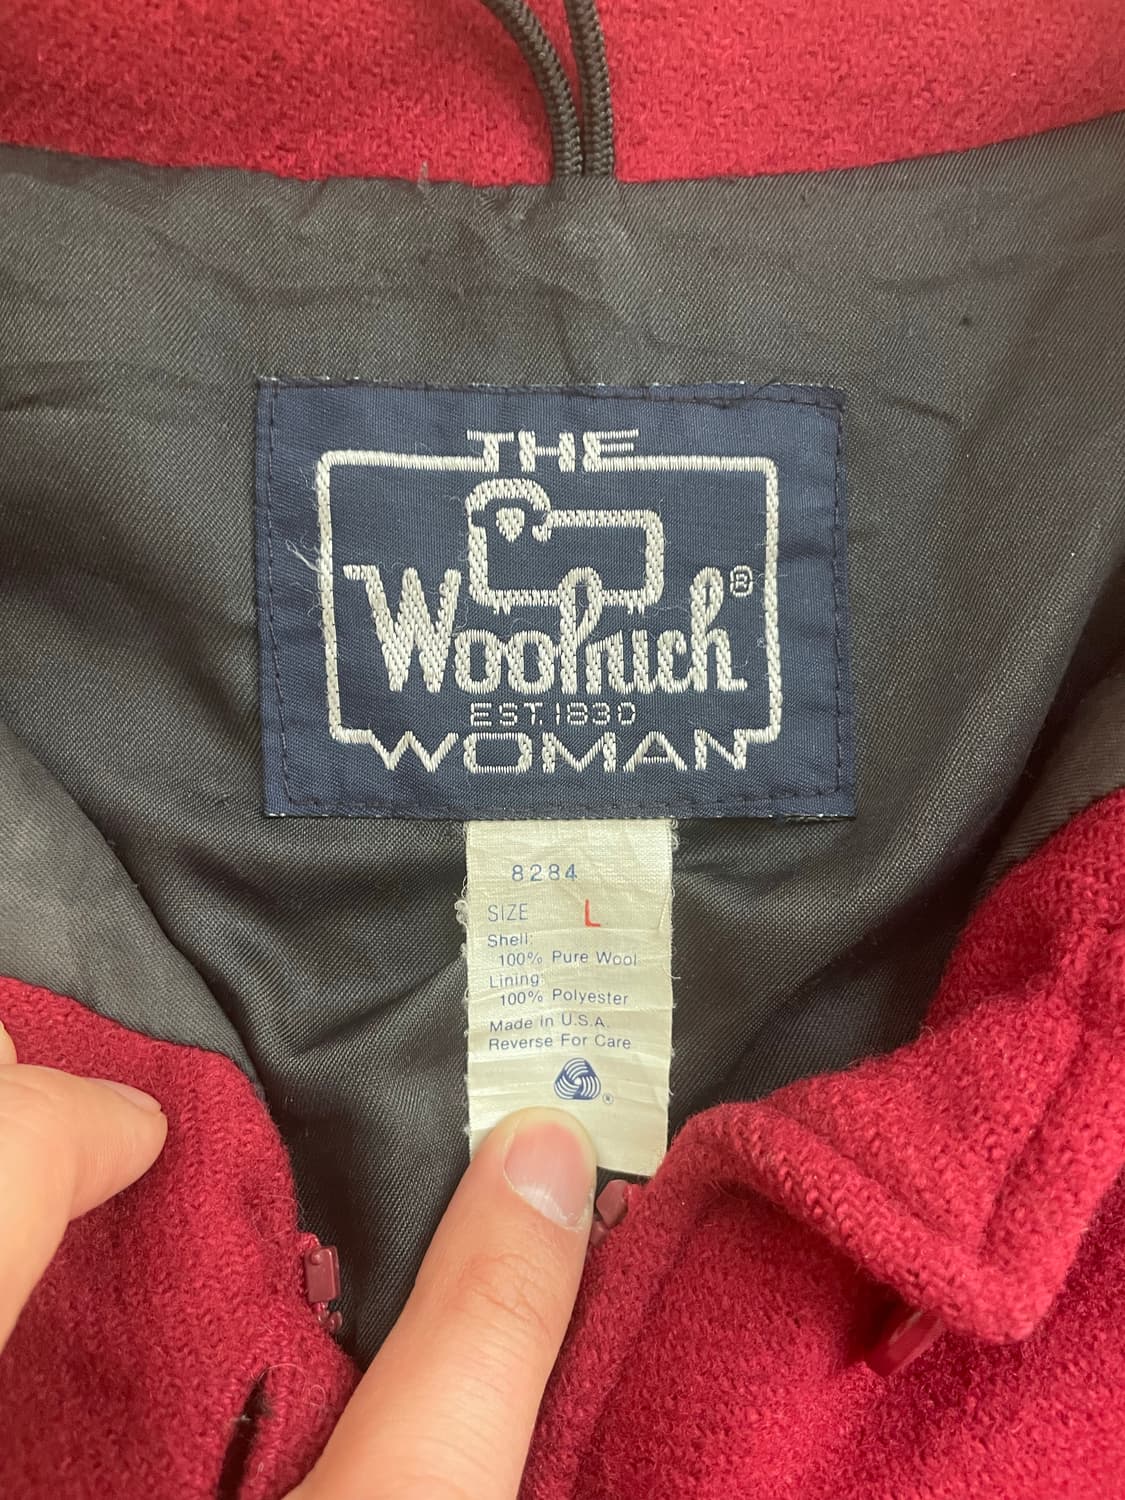 THE
Woolrich®
EST. 1830
WOMAN
8284
SIZE L
Shell:
100% Pure Wool
Lining:
100% Polyester
Made in U.S.A.
Reverse For Care
®